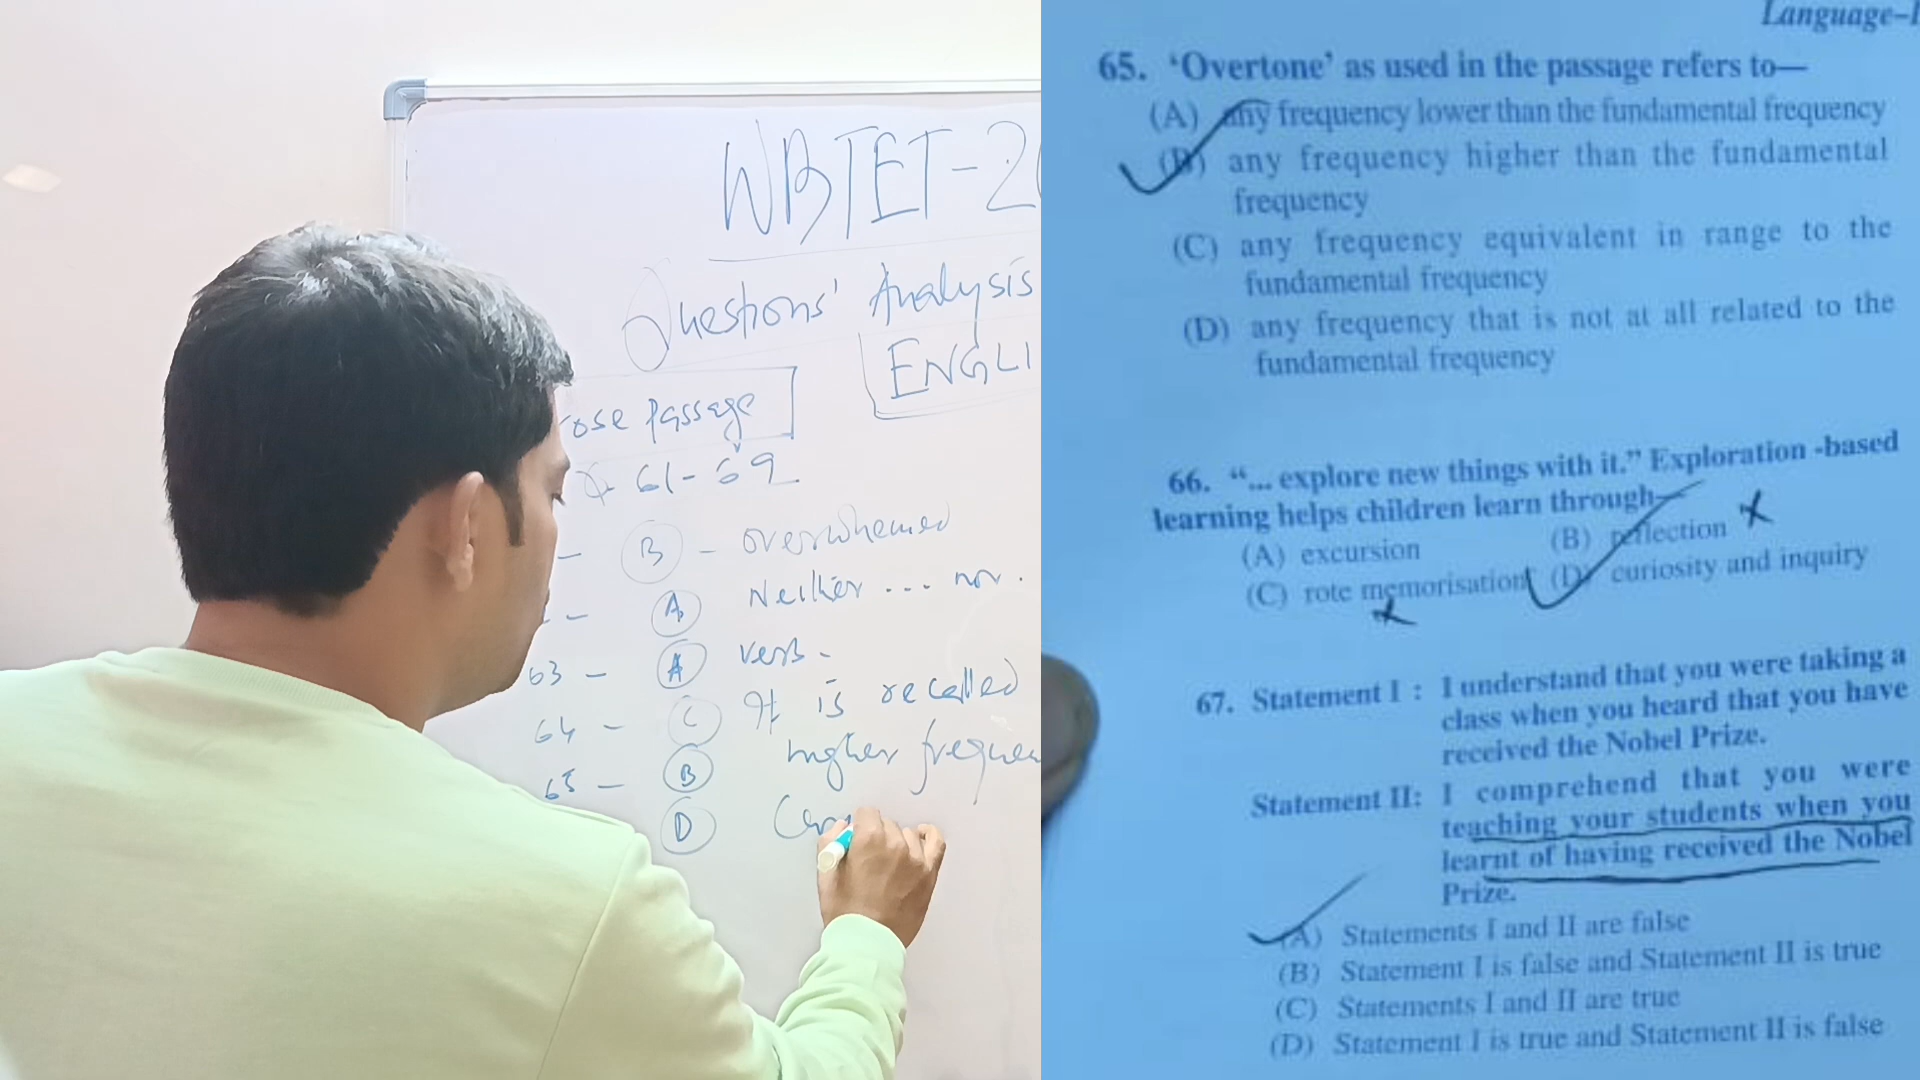 WBTET-20
Questions' Analysis
ENGLI
rose Passage
Q 61-69
- B - overwhemed
- A Neither ... nor.
63 - A verb -
64 - C It is recalled
65 - B higher frequen
D
Language-I
65. ‘Overtone’ as used in the passage refers to—
(A) any frequency lower than the fundamental frequency
(B) any frequency higher than the fundamental
frequency
(C) any frequency equivalent in range to the
fundamental frequency
(D) any frequency that is not at all related to the
fundamental frequency
66. “... explore new things with it.” Exploration -based
learning helps children learn through—
(A) excursion (B) reflection
(C) rote memorisation (D) curiosity and inquiry
67. Statement I : I understand that you were taking a
class when you heard that you have
received the Nobel Prize.
Statement II: I comprehend that you were
teaching your students when you
learnt of having received the Nobel
Prize.
(A) Statements I and II are false
(B) Statement I is false and Statement II is true
(C) Statements I and II are true
(D) Statement I is true and Statement II is false